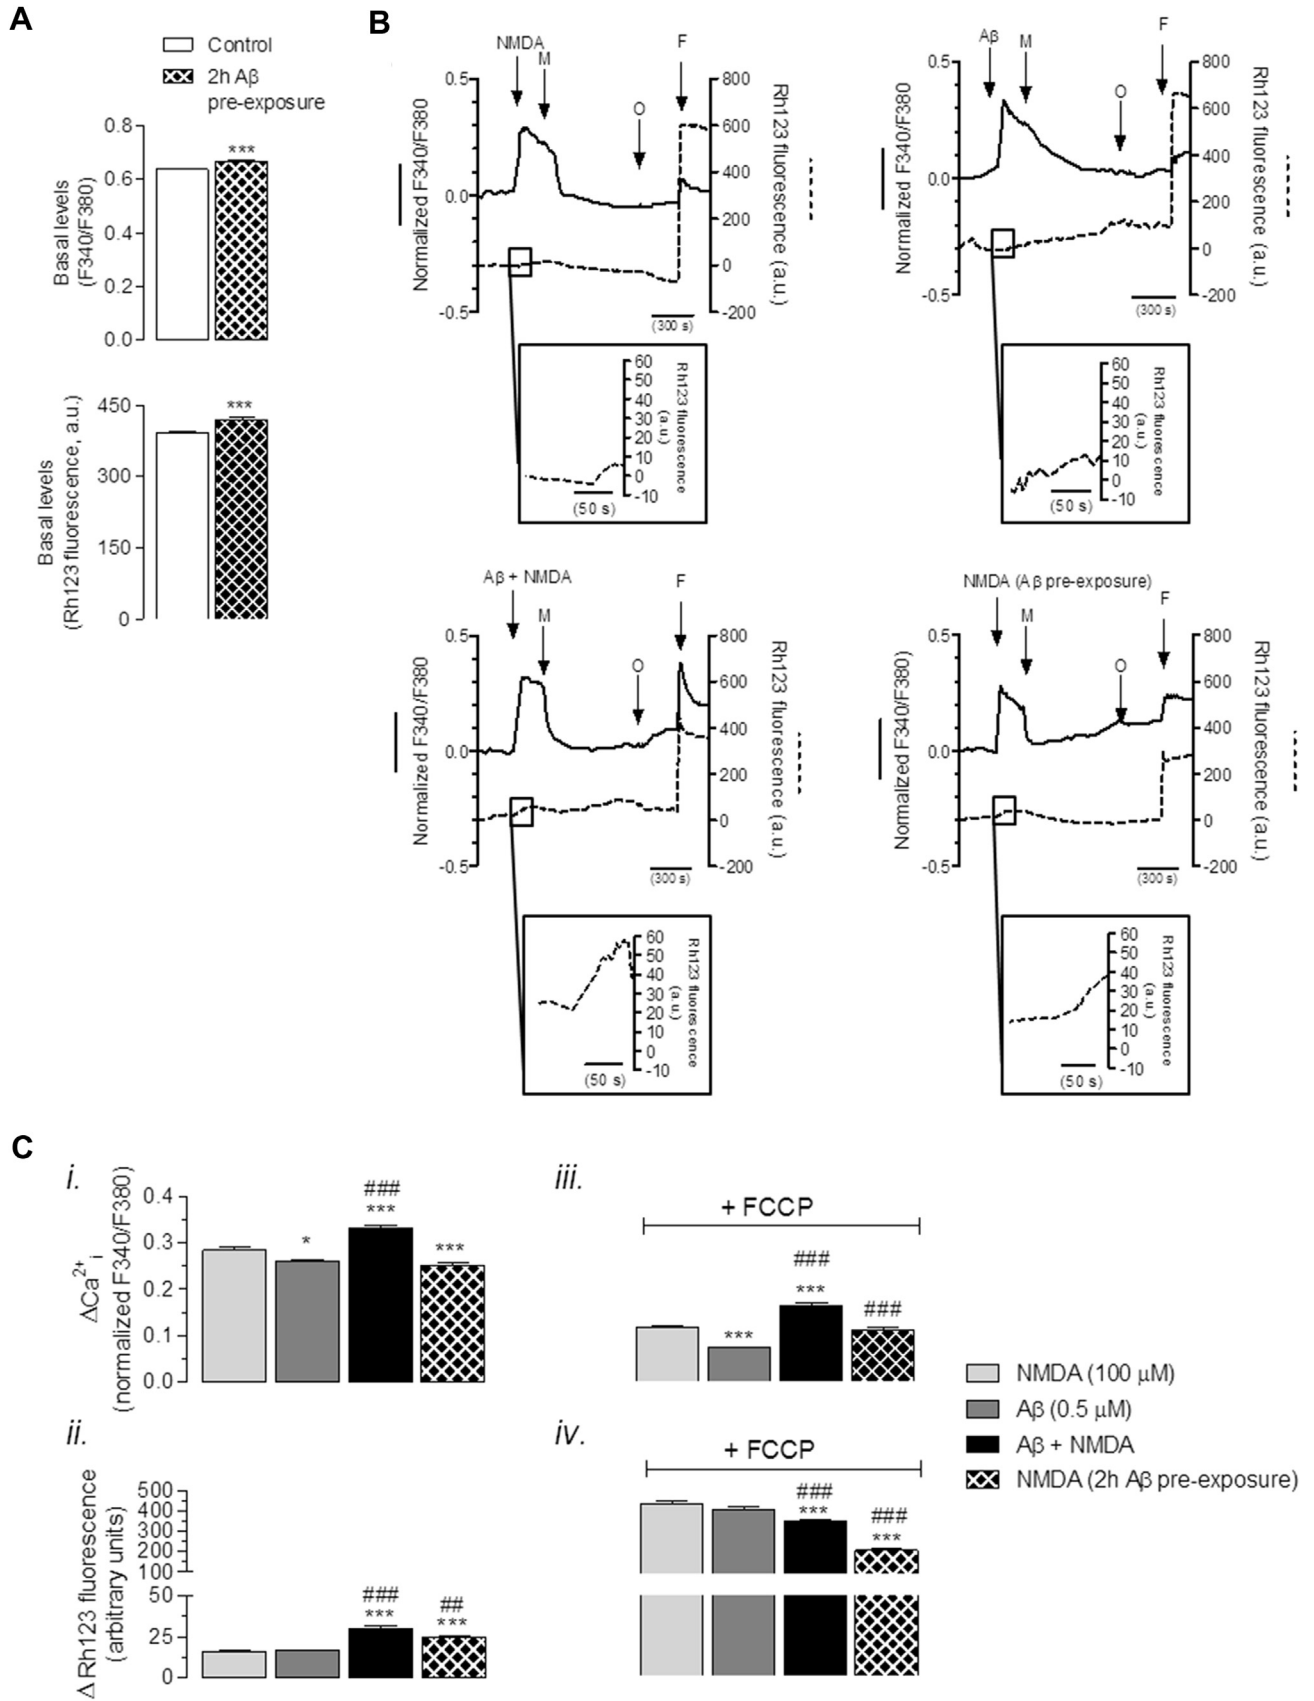 A
Control
2h Aβ
pre-exposure
Basal levels
(F340/F380)
0.8
0.6
0.4
0.2
0.0
***
Basal levels
(Rh123 fluorescence, a.u.)
450
300
150
0
***
B
NMDA
M
O
F
Normalized F340/F380
0.5
0.0
-0.5
800
600
400
200
0
-200
Rh123 fluorescence (a.u.)
(300 s)
60
50
40
30
20
10
0
-10
Rh123 fluorescence
(a.u.)
(50 s)
Aβ
M
O
F
Normalized F340/F380
0.5
0.0
-0.5
800
600
400
200
0
-200
Rh123 fluorescence (a.u.)
(300 s)
60
50
40
30
20
10
0
-10
Rh123 fluorescence
(a.u.)
(50 s)
Aβ + NMDA
M
O
F
Normalized F340/F380
0.5
0.0
-0.5
800
600
400
200
0
-200
Rh123 fluorescence (a.u.)
(300 s)
60
50
40
30
20
10
0
-10
Rh123 fluorescence
(a.u.)
(50 s)
NMDA (Aβ pre-exposure)
M
O
F
Normalized F340/F380)
0.5
0.0
-0.5
800
600
400
200
0
-200
Rh123 fluorescence (a.u.)
(300 s)
60
50
40
30
20
10
0
-10
Rh123 fluorescence
(a.u.)
(50 s)
C
i.
ΔCa²⁺i
(normalized F340/F380)
0.4
0.3
0.2
0.1
0.0
*
###
***
***
iii.
+ FCCP
***
###
***
###
ii.
Δ Rh123 fluorescence
(arbitrary units)
500
400
300
200
100
50
25
0
###
***
##
***
iv.
+ FCCP
###
***
###
***
NMDA (100 μM)
Aβ (0.5 μM)
Aβ + NMDA
NMDA (2h Aβ pre-exposure)